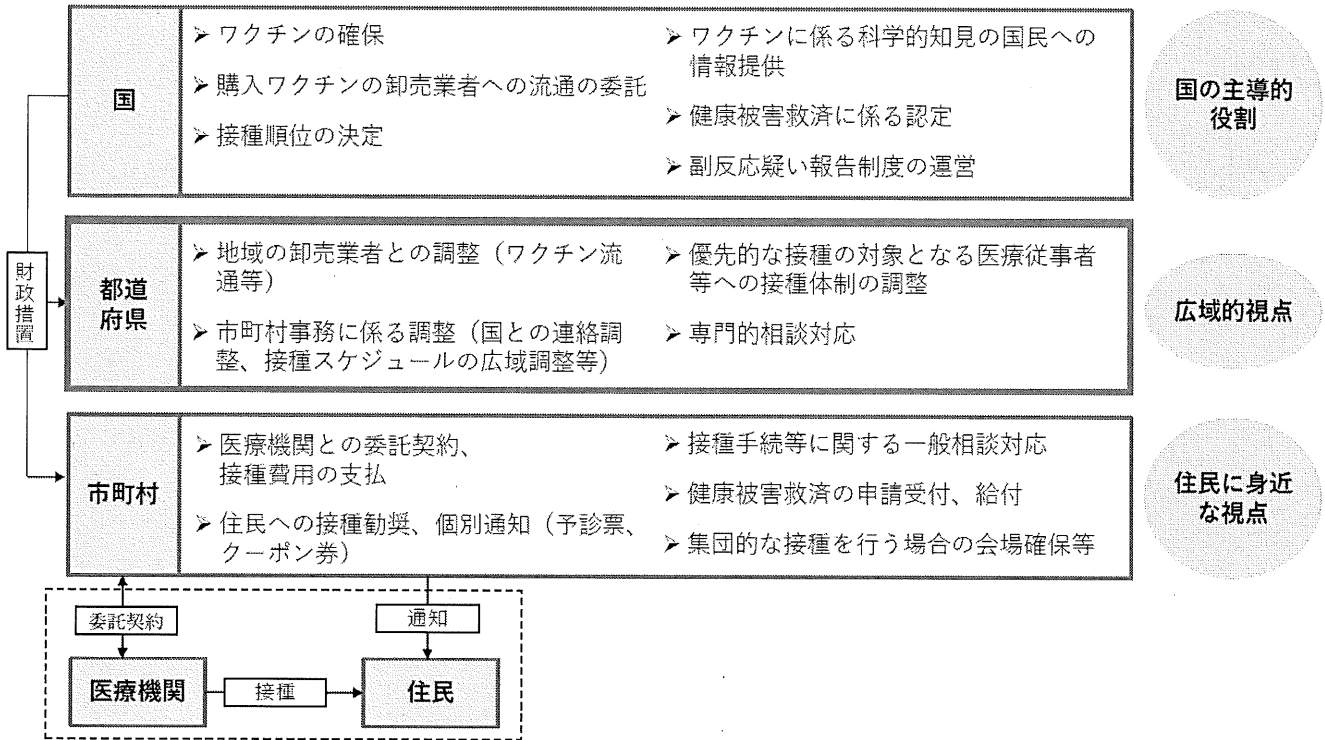 国
➢ ワクチンの確保
➢ 購入ワクチンの卸売業者への流通の委託
➢ 接種順位の決定
➢ ワクチンに係る科学的知見の国民への
情報提供
➢ 健康被害救済に係る認定
➢ 副反応疑い報告制度の運営
国の主導的
役割
財政措置
都道
府県
➢ 地域の卸売業者との調整（ワクチン流
通等）
➢ 市町村事務に係る調整（国との連絡調
整、接種スケジュールの広域調整等）
➢ 優先的な接種の対象となる医療従事者
等への接種体制の調整
➢ 専門的相談対応
広域的視点
市町村
➢ 医療機関との委託契約、
接種費用の支払
➢ 住民への接種勧奨、個別通知（予診票、
クーポン券）
➢ 接種手続等に関する一般相談対応
➢ 健康被害救済の申請受付、給付
➢ 集団的な接種を行う場合の会場確保等
住民に身近
な視点
委託契約
通知
医療機関
接種
住民